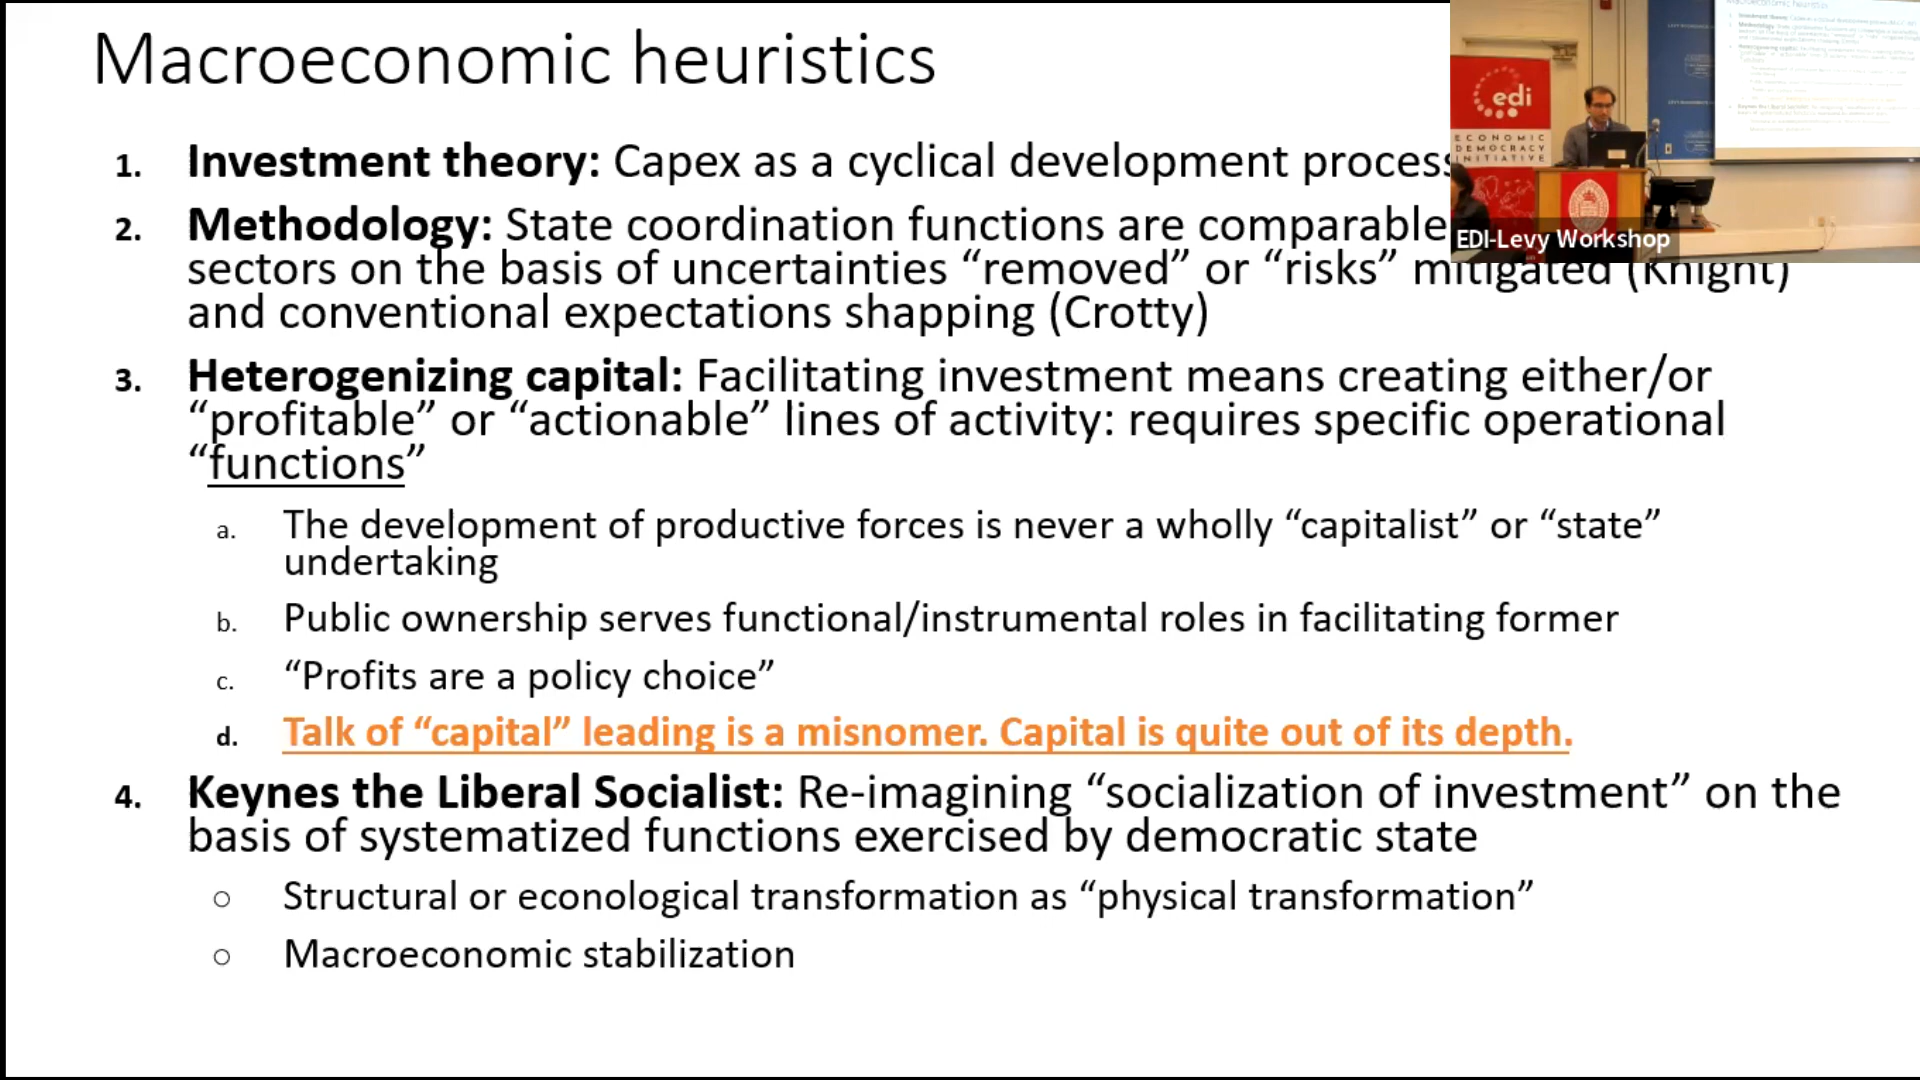 Macroeconomic heuristics
1. Investment theory: Capex as a cyclical development process
2. Methodology: State coordination functions are comparable
sectors on the basis of uncertainties “removed” or “risks” mitigated (Knight)
and conventional expectations shapping (Crotty)
3. Heterogenizing capital: Facilitating investment means creating either/or
“profitable” or “actionable” lines of activity: requires specific operational
“functions”
a. The development of productive forces is never a wholly “capitalist” or “state”
undertaking
b. Public ownership serves functional/instrumental roles in facilitating former
c. “Profits are a policy choice”
d. Talk of “capital” leading is a misnomer. Capital is quite out of its depth.
4. Keynes the Liberal Socialist: Re-imagining “socialization of investment” on the
basis of systematized functions exercised by democratic state
○ Structural or econological transformation as “physical transformation”
○ Macroeconomic stabilization
edi
ECONOMIC
DEMOCRACY
INITIATIVE
EDI-Levy Workshop